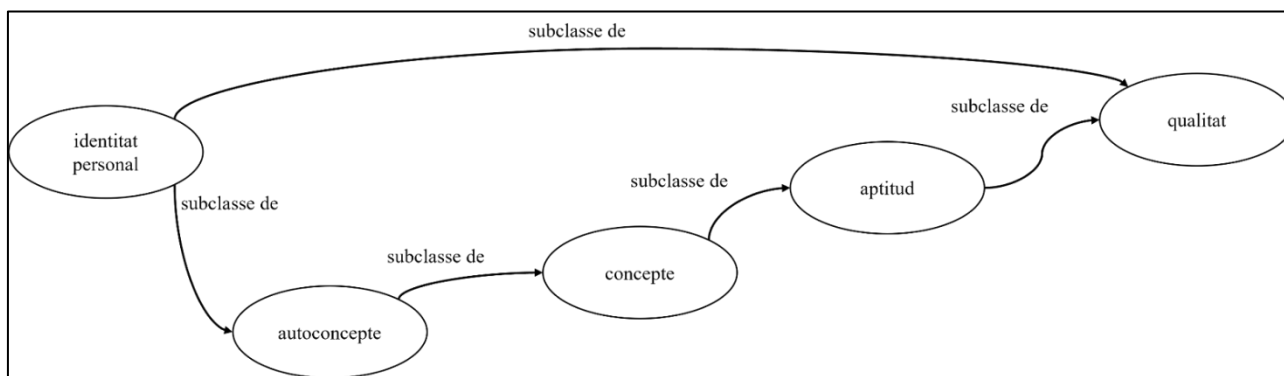 subclasse de
subclasse de
qualitat
identitat
personal
subclasse de
aptitud
subclasse de
subclasse de
concepte
autoconcepte